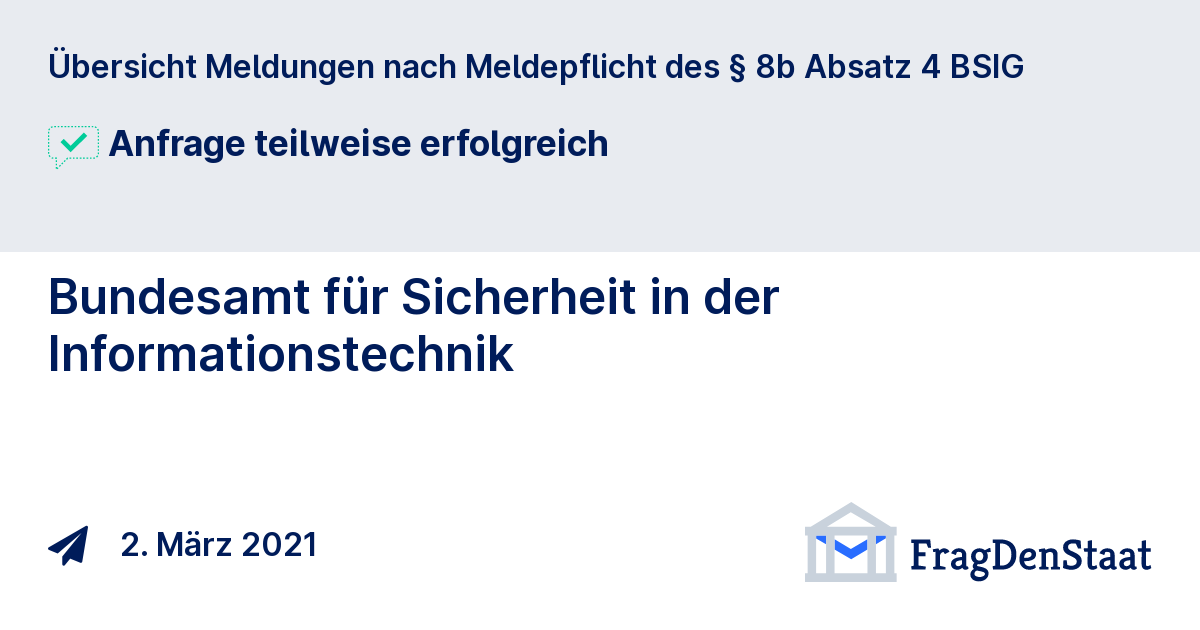 Übersicht Meldungen nach Meldepflicht des § 8b Absatz 4 BSIG
Anfrage teilweise erfolgreich
Bundesamt für Sicherheit in der
Informationstechnik
2. März 2021
FragDenStaat